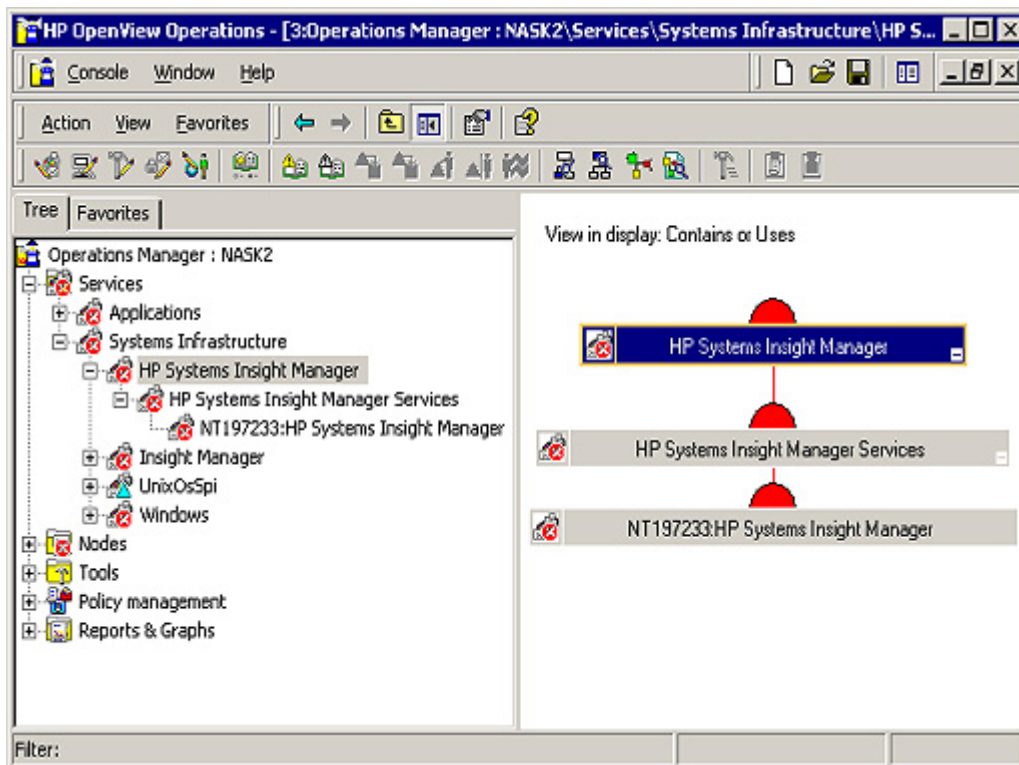 HP OpenView Operations - [3:Operations Manager : NASK2\Services\Systems Infrastructure\HP S...
Console Window Help
Action View Favorites
Tree Favorites
Operations Manager : NASK2
Services
Applications
Systems Infrastructure
HP Systems Insight Manager
HP Systems Insight Manager Services
NT197233:HP Systems Insight Manager
Insight Manager
UnixOsSpi
Windows
Nodes
Tools
Policy management
Reports & Graphs
View in display: Contains or Uses
HP Systems Insight Manager
HP Systems Insight Manager Services
NT197233:HP Systems Insight Manager
Filter: